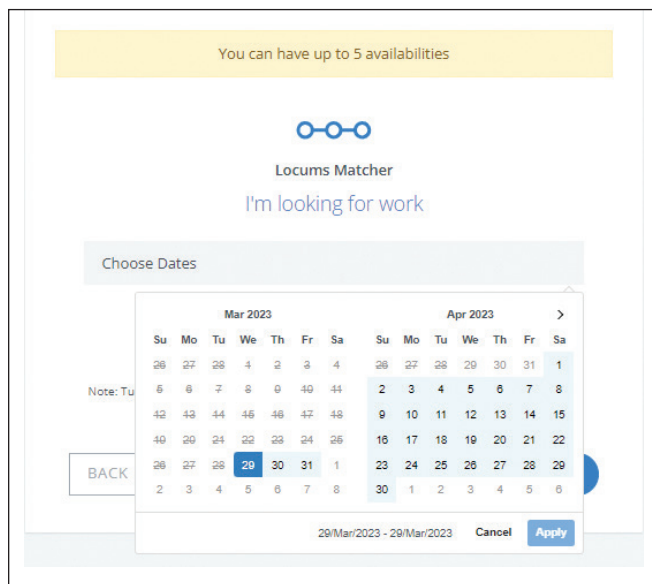 You can have up to 5 availabilities
Locums Matcher
I'm looking for work
Choose Dates
Mar 2023 Apr 2023 >
Su Mo Tu We Th Fr Sa Su Mo Tu We Th Fr Sa
26 27 28 1 2 3 4 26 27 28 29 30 31 1
5 6 7 8 9 10 11 2 3 4 5 6 7 8
Note: Tu
12 13 14 15 16 17 18 9 10 11 12 13 14 15
19 20 21 22 23 24 25 16 17 18 19 20 21 22
BACK
26 27 28 29 30 31 1 23 24 25 26 27 28 29
2 3 4 5 6 7 8 30 1 2 3 4 5 6
29/Mar/2023 - 29/Mar/2023 Cancel Apply